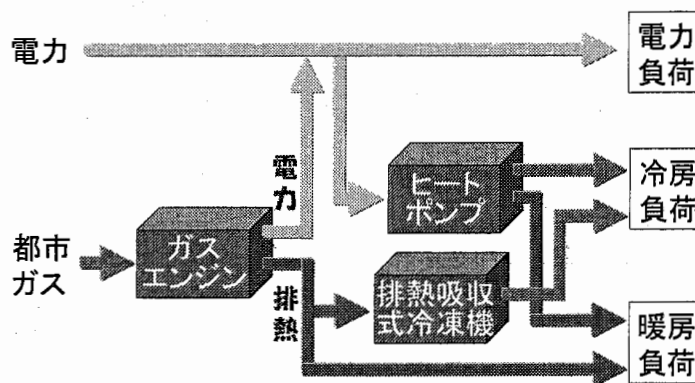 電力
電力
負荷
電力
ヒート
ポンプ
冷房
負荷
都市
ガス
ガス
エンジン
排熱
排熱吸収
式冷凍機
暖房
負荷